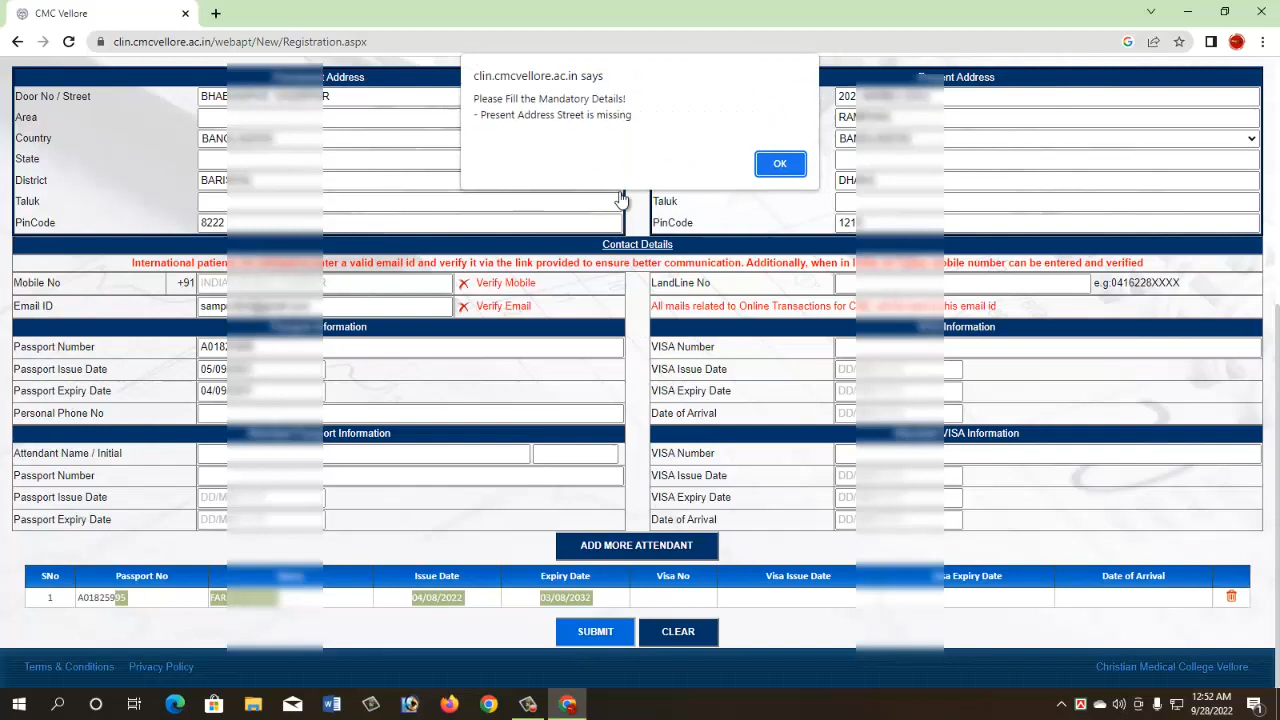 CMC Vellore
clin.cmcvellore.ac.in/webapt/New/Registration.aspx
clin.cmcvellore.ac.in says
Please Fill the Mandatory Details!
- Present Address Street is missing
OK
Address
Address
Door No / Street
Area
Country
State
District
Taluk
PinCode 8222
Taluk
PinCode
Contact Details
International a valid email id and verify it via the link provided to ensure better communication. Additionally, when in mobile number can be entered and verified
Mobile No +91 Verify Mobile LandLine No e.g:0416228XXXX
Email ID Verify Email All mails related to Online Transactions for this email id
Information Information
Passport Number VISA Number
Passport Issue Date 05/09 VISA Issue Date
Passport Expiry Date 04/09 VISA Expiry Date
Personal Phone No Date of Arrival
Information VISA Information
Attendant Name / Initial VISA Number
Passport Number VISA Issue Date
Passport Issue Date VISA Expiry Date
Passport Expiry Date Date of Arrival
ADD MORE ATTENDANT
SNo Passport No Issue Date Expiry Date Visa No Visa Issue Date Visa Expiry Date Date of Arrival
1 A01825995 04/08/2022 03/08/2032
SUBMIT CLEAR
Terms & Conditions Privacy Policy Christian Medical College Vellore.
12:52 AM
9/28/2022